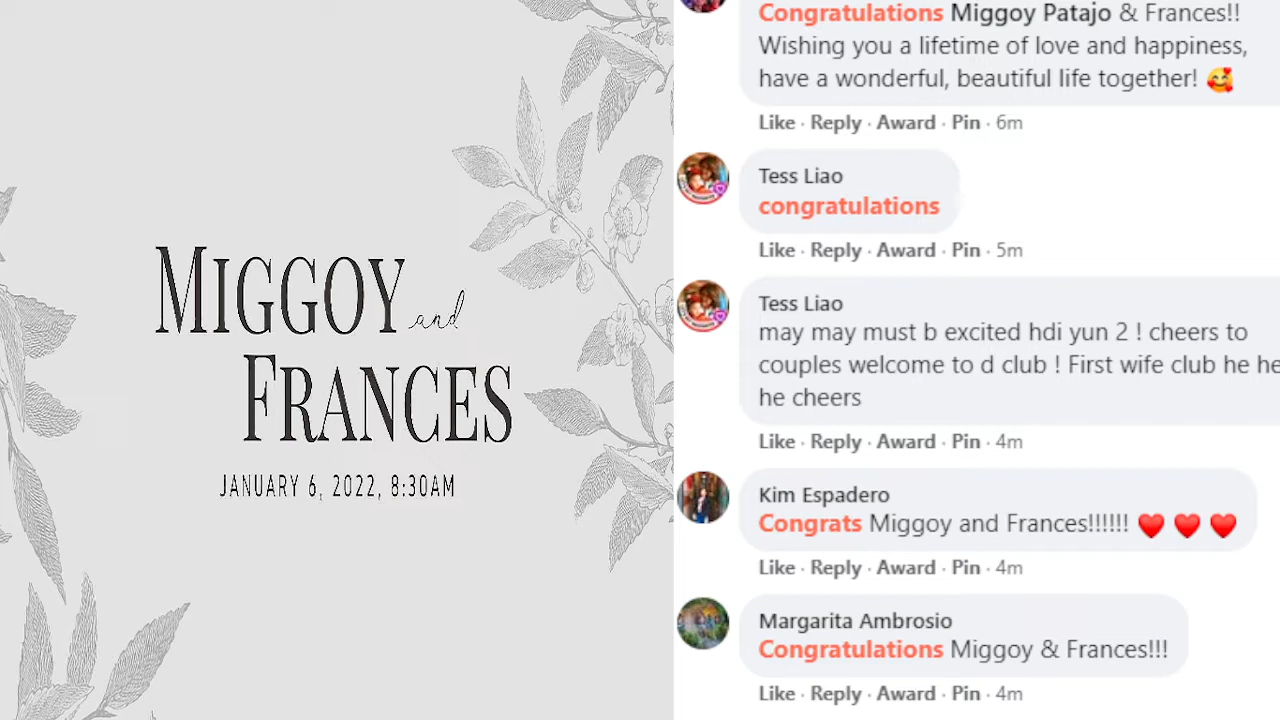 MIGGOY and
FRANCES
JANUARY 6, 2022, 8:30AM
Congratulations Miggoy Patajo & Frances!!
Wishing you a lifetime of love and happiness,
have a wonderful, beautiful life together! 🥰
Like · Reply · Award · Pin · 6m
Tess Liao
congratulations
Like · Reply · Award · Pin · 5m
Tess Liao
may may must b excited hdi yun 2 ! cheers to
couples welcome to d club ! First wife club he he
he cheers
Like · Reply · Award · Pin · 4m
Kim Espadero
Congrats Miggoy and Frances!!!!!! ❤️ ❤️ ❤️
Like · Reply · Award · Pin · 4m
Margarita Ambrosio
Congratulations Miggoy & Frances!!!
Like · Reply · Award · Pin · 4m